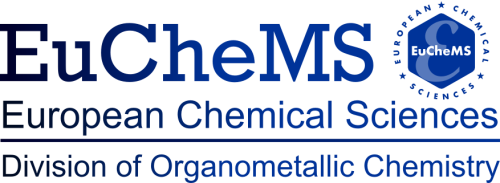 EuCheMS
EUROPEAN CHEMICAL SCIENCES
EuCheMS
European Chemical Sciences
Division of Organometallic Chemistry